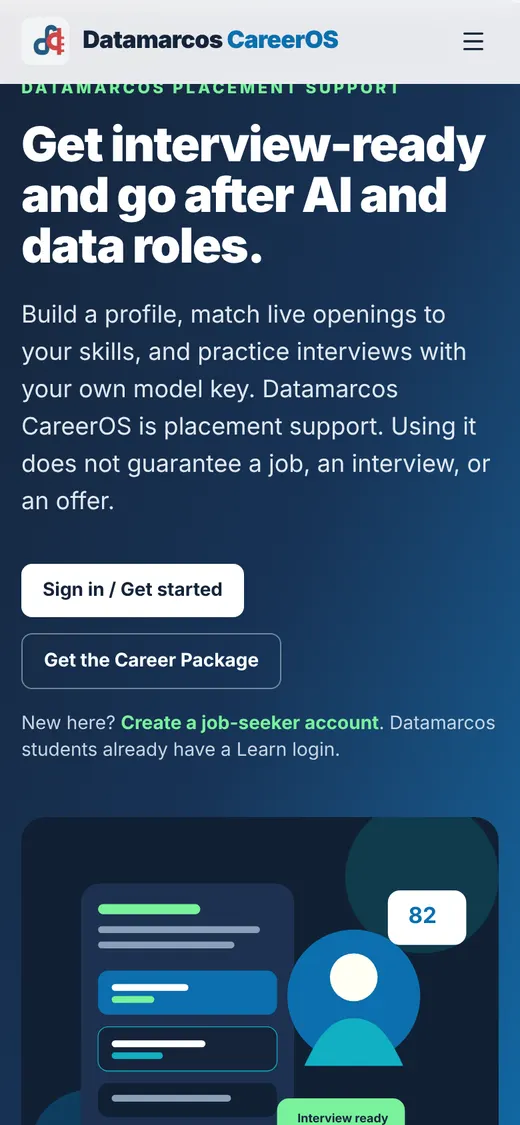 Datamarcos CareerOS
DATAMARCOS PLACEMENT SUPPORT
Get interview-ready
and go after AI and
data roles.
Build a profile, match live openings to
your skills, and practice interviews with
your own model key. Datamarcos
CareerOS is placement support. Using it
does not guarantee a job, an interview, or
an offer.
Sign in / Get started
Get the Career Package
New here? Create a job-seeker account. Datamarcos
students already have a Learn login.
82
Interview ready